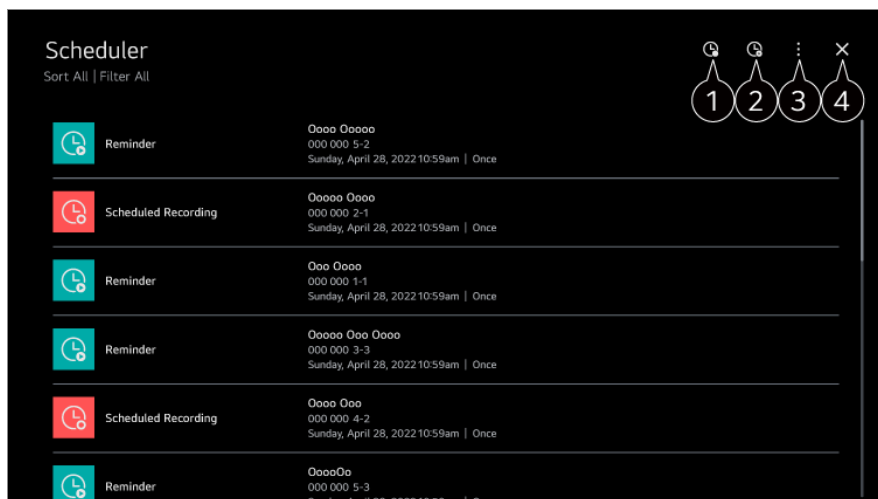 Scheduler
Sort All | Filter All
1 2 3 4
Reminder
Oooo Ooooo
000 000 5-2
Sunday, April 28, 2022 10:59am | Once
Scheduled Recording
Ooooo Oooo
000 000 2-1
Sunday, April 28, 2022 10:59am | Once
Reminder
Ooo Oooo
000 000 1-1
Sunday, April 28, 2022 10:59am | Once
Reminder
Ooooo Ooo Oooo
000 000 3-3
Sunday, April 28, 2022 10:59am | Once
Scheduled Recording
Oooo Ooo
000 000 4-2
Sunday, April 28, 2022 10:59am | Once
Reminder
OoooOo
000 000 5-3